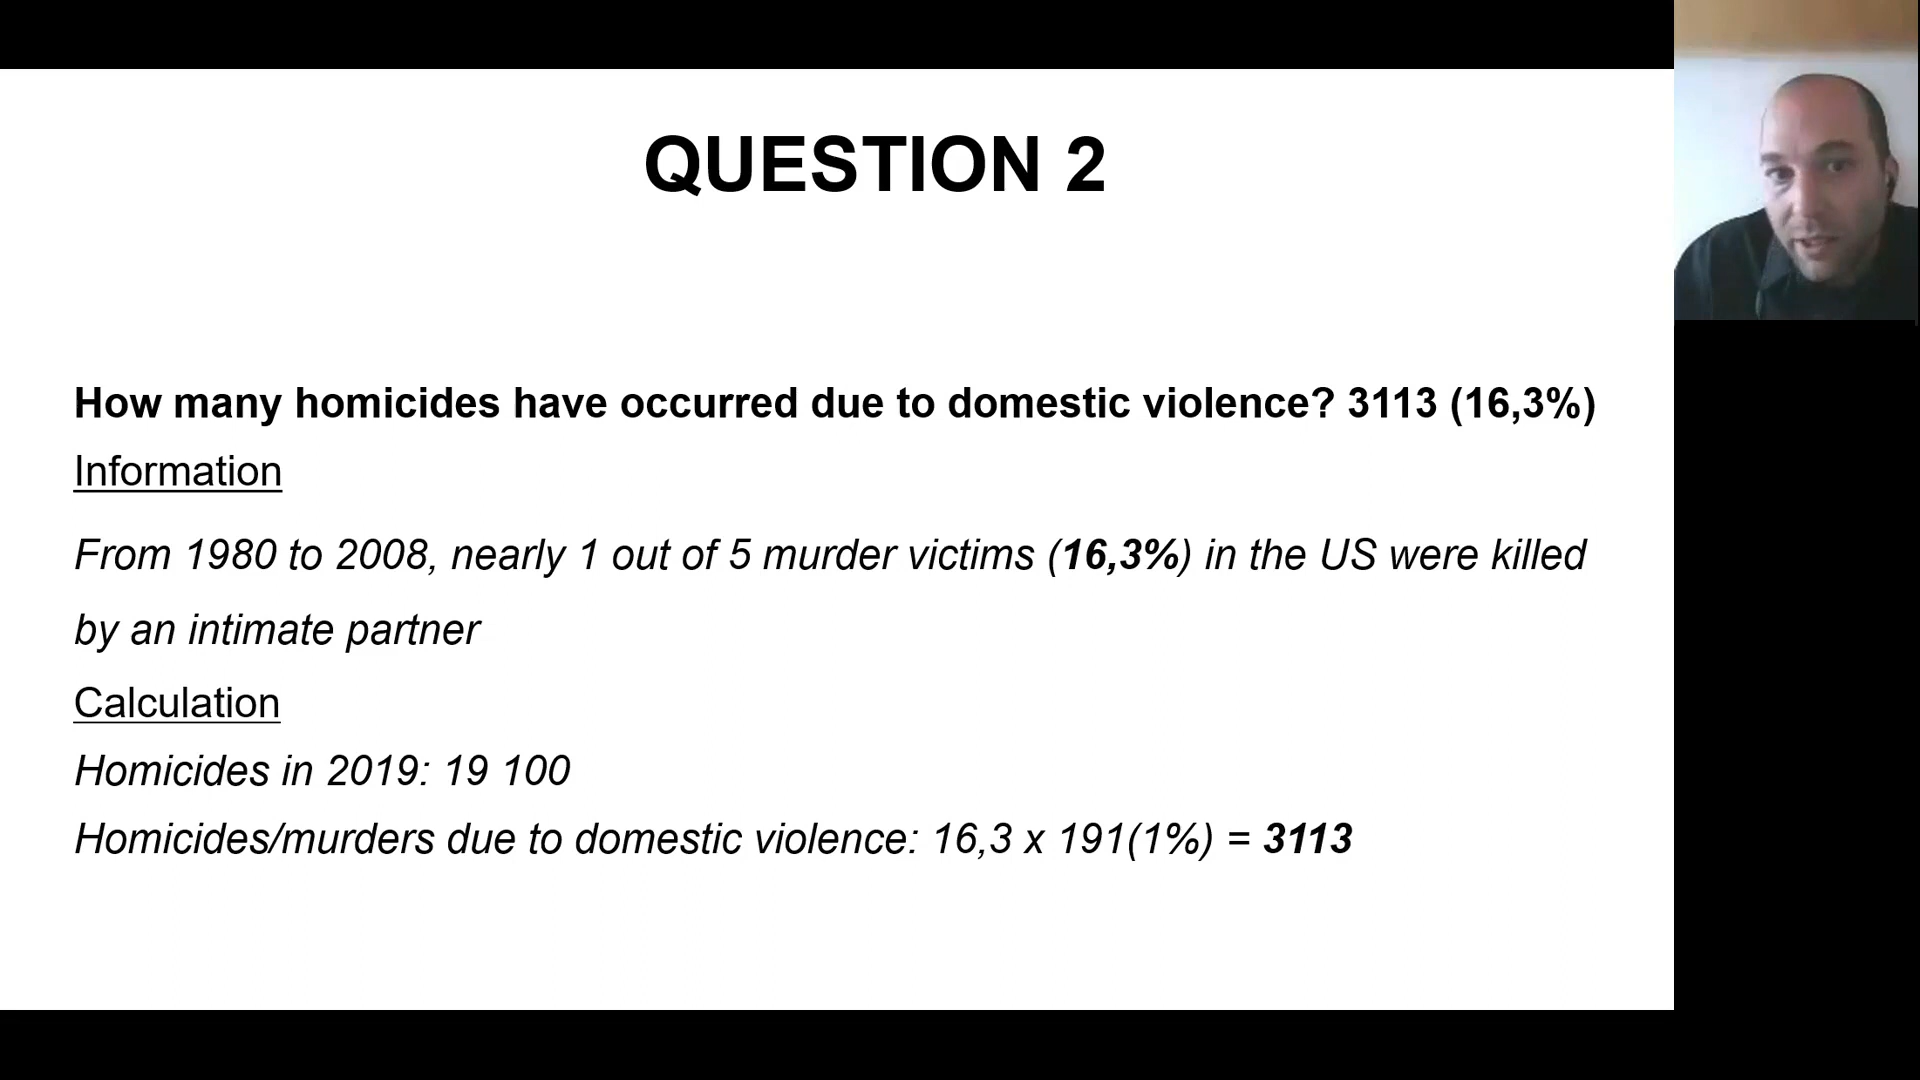 QUESTION 2
How many homicides have occurred due to domestic violence? 3113 (16,3%)
Information
From 1980 to 2008, nearly 1 out of 5 murder victims (16,3%) in the US were killed
by an intimate partner
Calculation
Homicides in 2019: 19 100
Homicides/murders due to domestic violence: 16,3 x 191(1%) = 3113